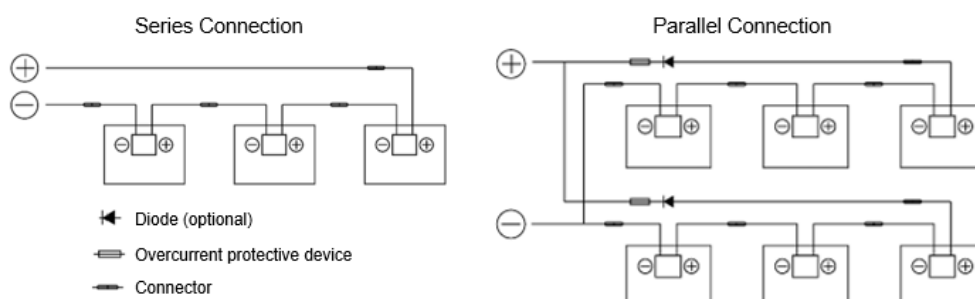 Series Connection
Parallel Connection
+
−
− +
− +
− +
Diode (optional)
Overcurrent protective device
Connector
+
− +
− +
− +
−
− +
− +
− +